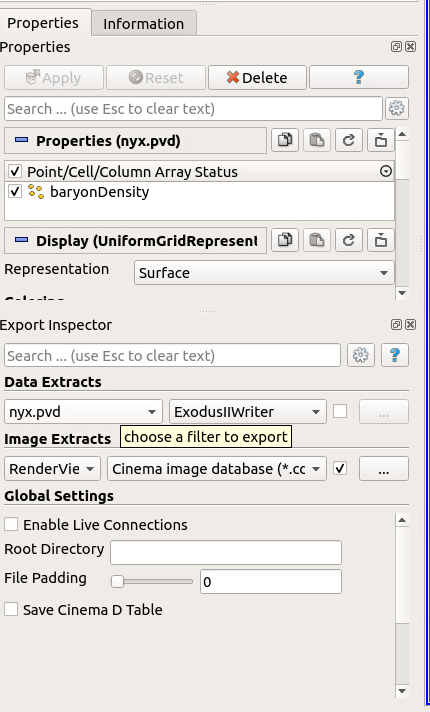 Properties Information
Properties
Apply Reset Delete ?
Search ... (use Esc to clear text)
Properties (nyx.pvd)
Point/Cell/Column Array Status
baryonDensity
Display (UniformGridRepresent
Representation Surface
Export Inspector
Search ... (use Esc to clear text) ?
Data Extracts
nyx.pvd ExodusIIWriter ...
choose a filter to export
Image Extracts
RenderVie Cinema image database (*.cc ...
Global Settings
Enable Live Connections
Root Directory
File Padding 0
Save Cinema D Table